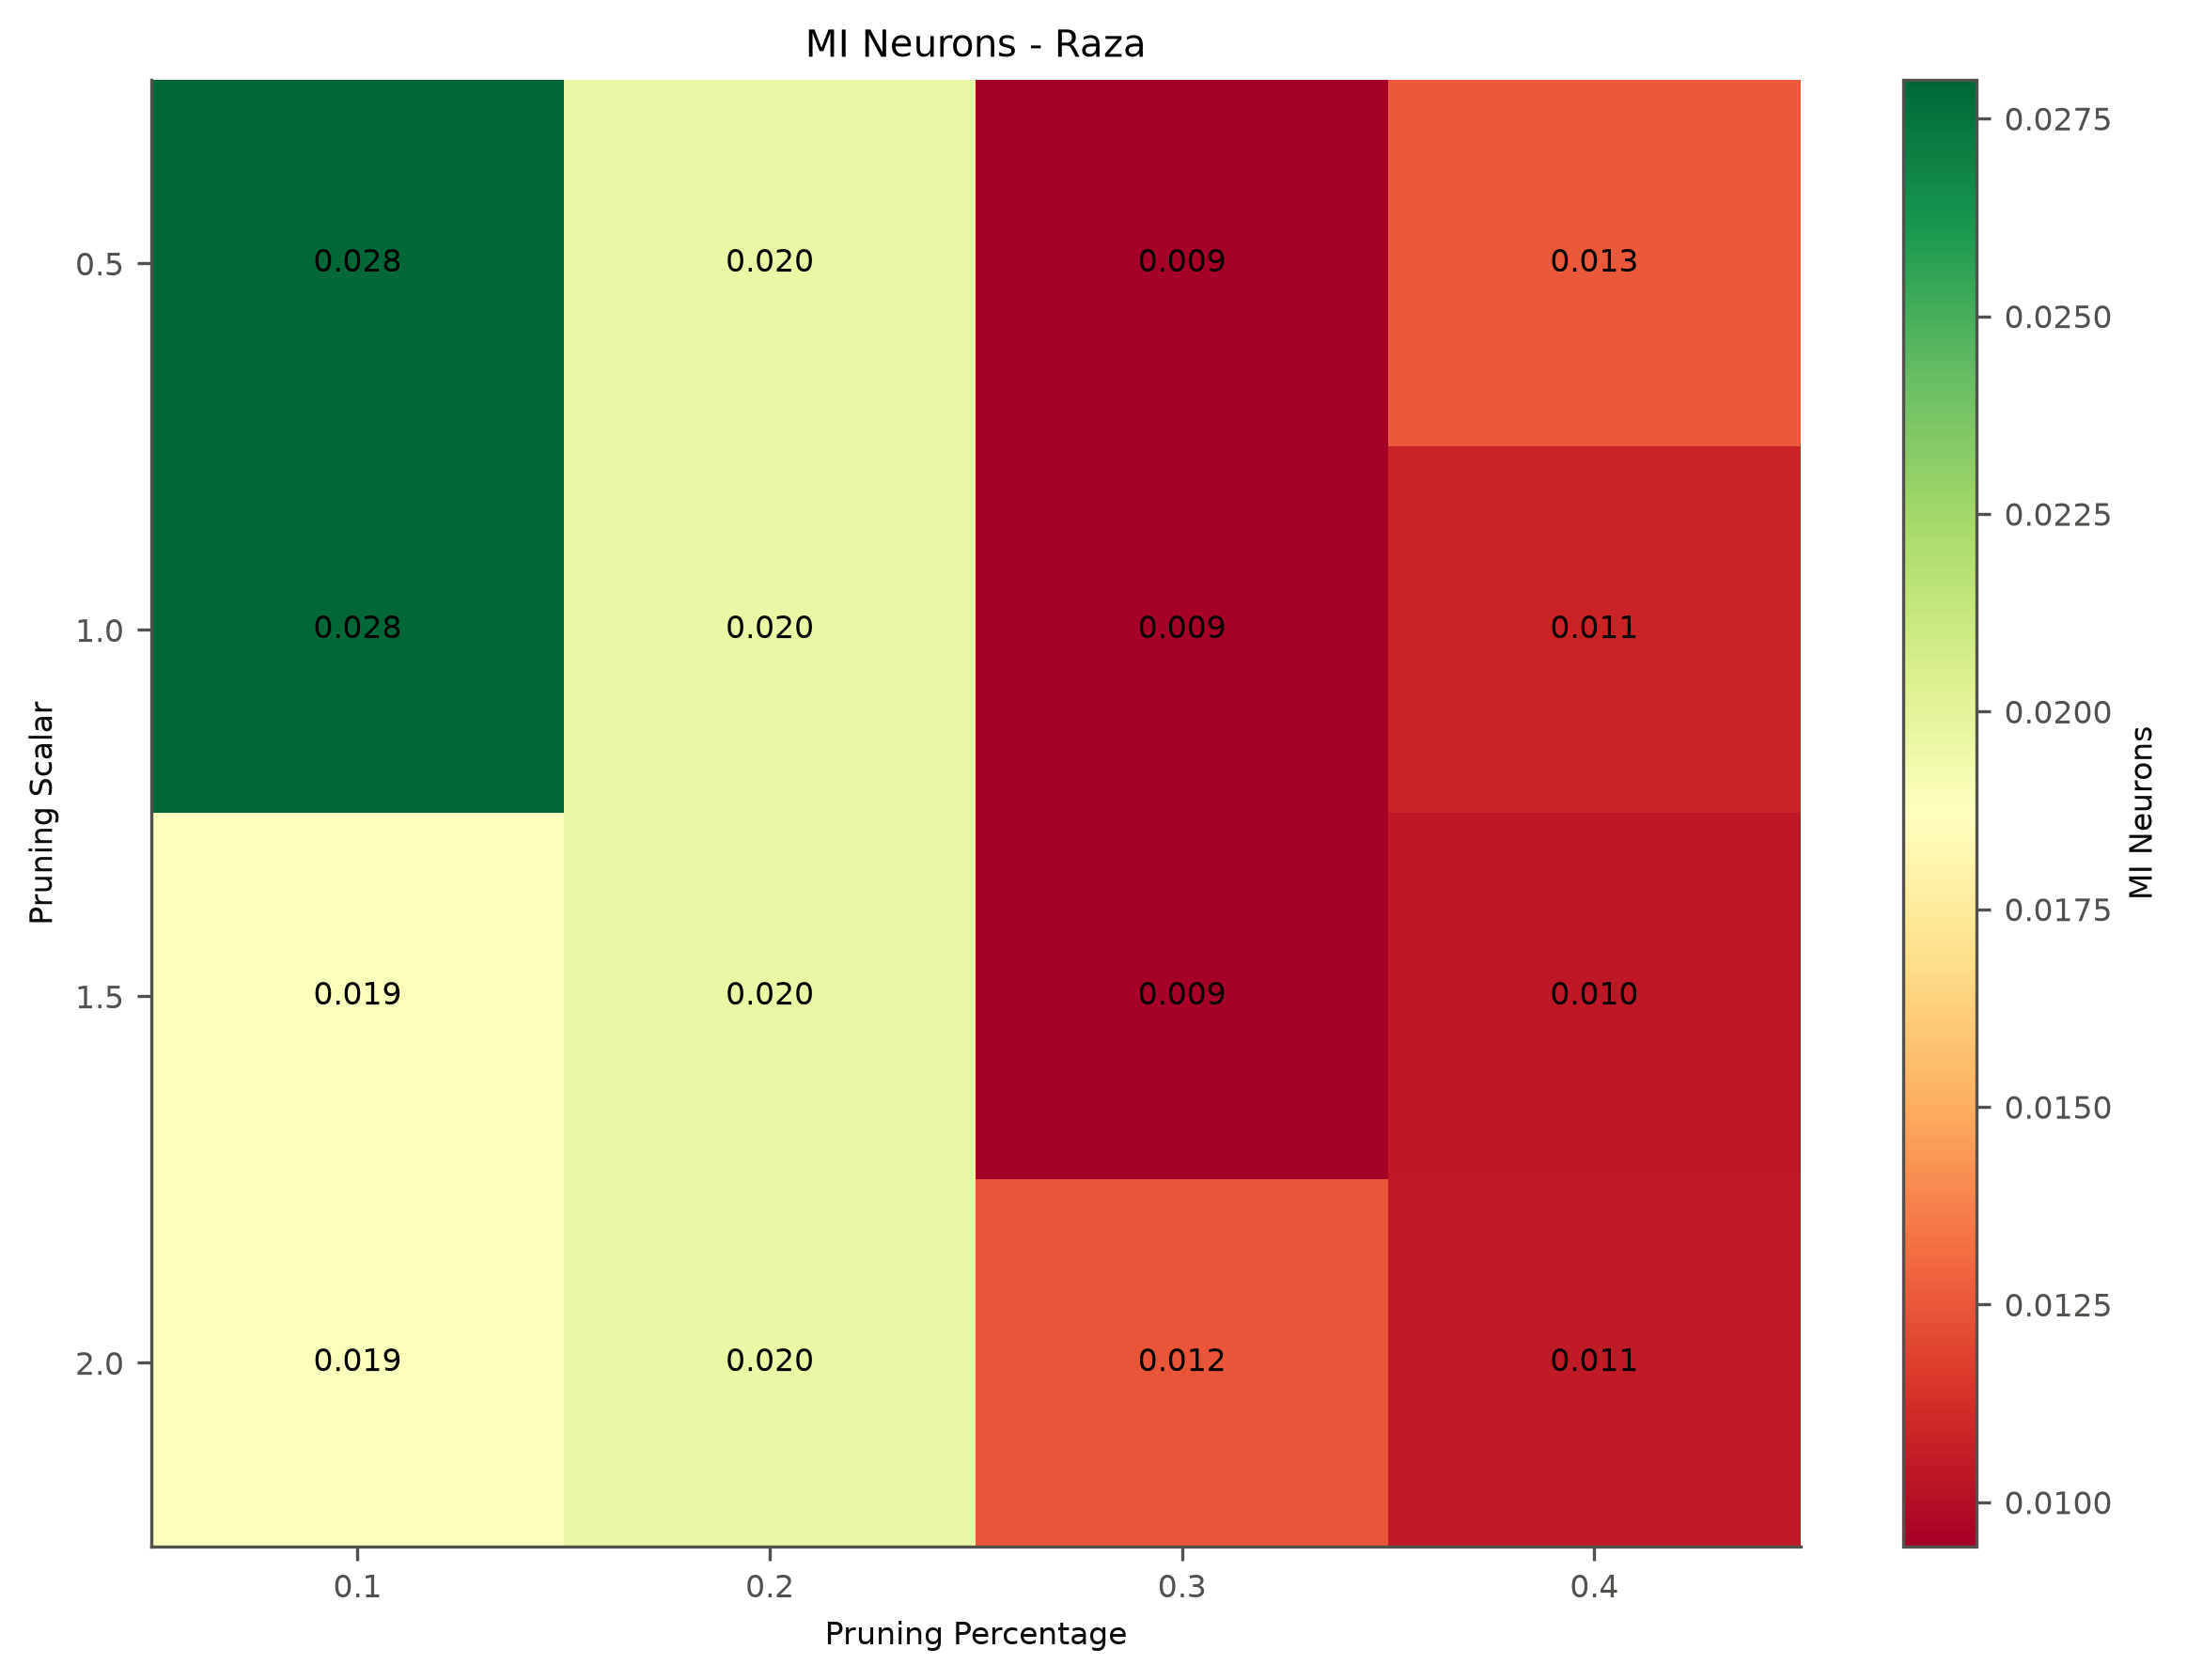 MI Neurons - Raza
0.028 0.020 0.009 0.013
0.028 0.020 0.009 0.011
0.019 0.020 0.009 0.010
0.019 0.020 0.012 0.011
0.5
1.0
1.5
2.0
Pruning Scalar
0.1 0.2 0.3 0.4
Pruning Percentage
0.0275
0.0250
0.0225
0.0200
0.0175
0.0150
0.0125
0.0100
MI Neurons